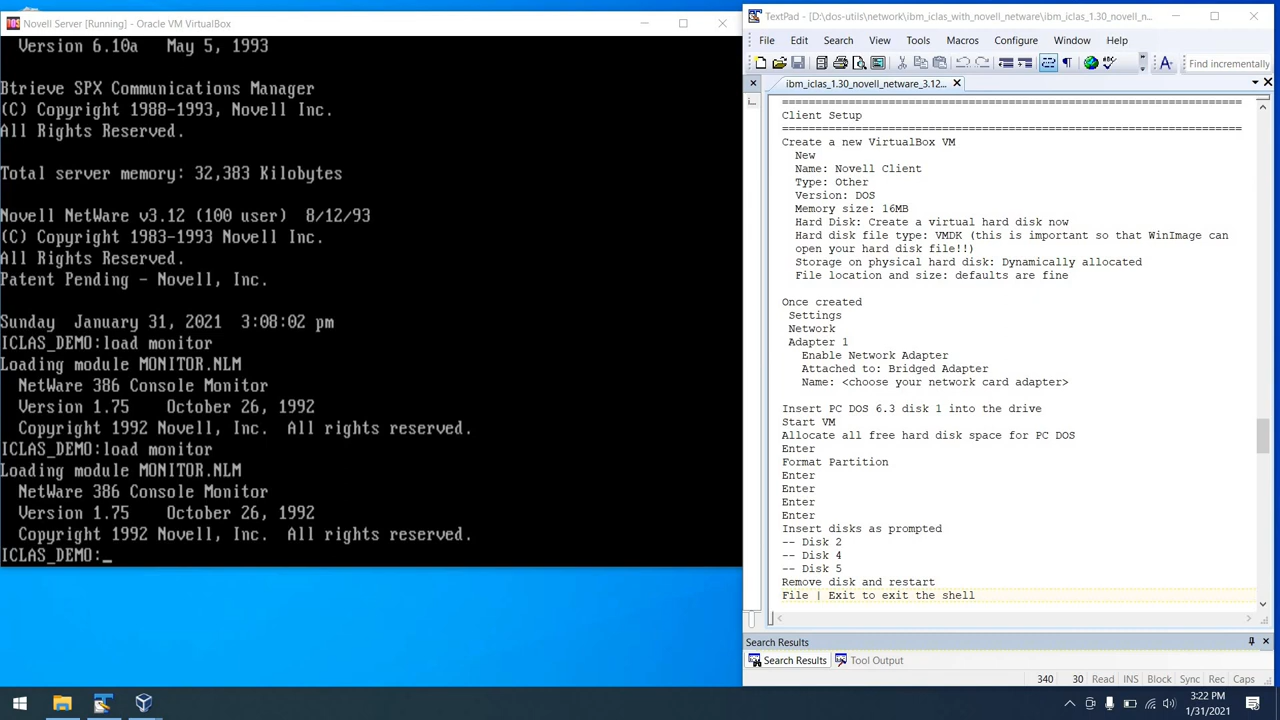 Novell Server [Running] - Oracle VM VirtualBox
Version 6.10a   May 5, 1993
Btrieve SPX Communications Manager
(C) Copyright 1988-1993, Novell Inc.
All Rights Reserved.
Total server memory: 32,383 Kilobytes
Novell NetWare v3.12 (100 user)  8/12/93
(C) Copyright 1983-1993 Novell Inc.
All Rights Reserved.
Patent Pending - Novell, Inc.
Sunday  January 31, 2021  3:08:02 pm
ICLAS_DEMO:load monitor
Loading module MONITOR.NLM
NetWare 386 Console Monitor
Version 1.75    October 26, 1992
Copyright 1992 Novell, Inc.  All rights reserved.
ICLAS_DEMO:load monitor
Loading module MONITOR.NLM
NetWare 386 Console Monitor
Version 1.75    October 26, 1992
Copyright 1992 Novell, Inc.  All rights reserved.
ICLAS_DEMO:_
TextPad - [D:\dos-utils\network\ibm_iclas_with_novell_netware\ibm_iclas_1.30_novell_n...
File Edit Search View Tools Macros Configure Window Help
Find incrementally
ibm_iclas_1.30_novell_netware_3.12...
==============================================================
Client Setup
==============================================================
Create a new VirtualBox VM
New
Name: Novell Client
Type: Other
Version: DOS
Memory size: 16MB
Hard Disk: Create a virtual hard disk now
Hard disk file type: VMDK (this is important so that WinImage can
open your hard disk file!!)
Storage on physical hard disk: Dynamically allocated
File location and size: defaults are fine
Once created
Settings
Network
Adapter 1
Enable Network Adapter
Attached to: Bridged Adapter
Name: <choose your network card adapter>
Insert PC DOS 6.3 disk 1 into the drive
Start VM
Allocate all free hard disk space for PC DOS
Enter
Format Partition
Enter
Enter
Enter
Enter
Insert disks as prompted
-- Disk 2
-- Disk 4
-- Disk 5
Remove disk and restart
File | Exit to exit the shell
Search Results
Search Results Tool Output
340 30 Read INS Block Sync Rec Caps
3:22 PM
1/31/2021